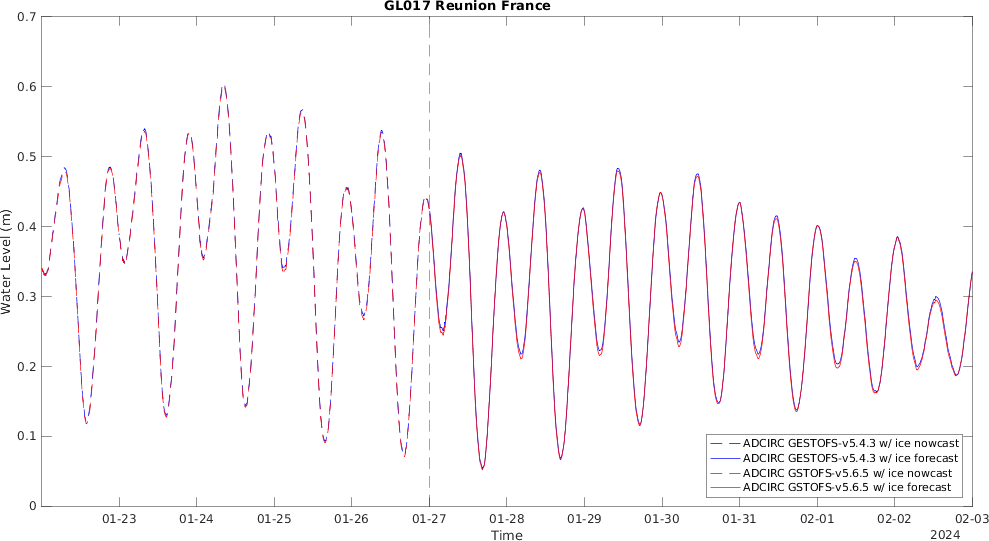 GL017 Reunion France
0.7
0.6
0.5
0.4
0.3
0.2
0.1
0
Water Level (m)
ADCIRC GESTOFS-v5.4.3 w/ ice nowcast
ADCIRC GESTOFS-v5.4.3 w/ ice forecast
ADCIRC GSTOFS-v5.6.5 w/ ice nowcast
ADCIRC GSTOFS-v5.6.5 w/ ice forecast
01-23 01-24 01-25 01-26 01-27 01-28 01-29 01-30 01-31 02-01 02-02 02-03
Time
2024